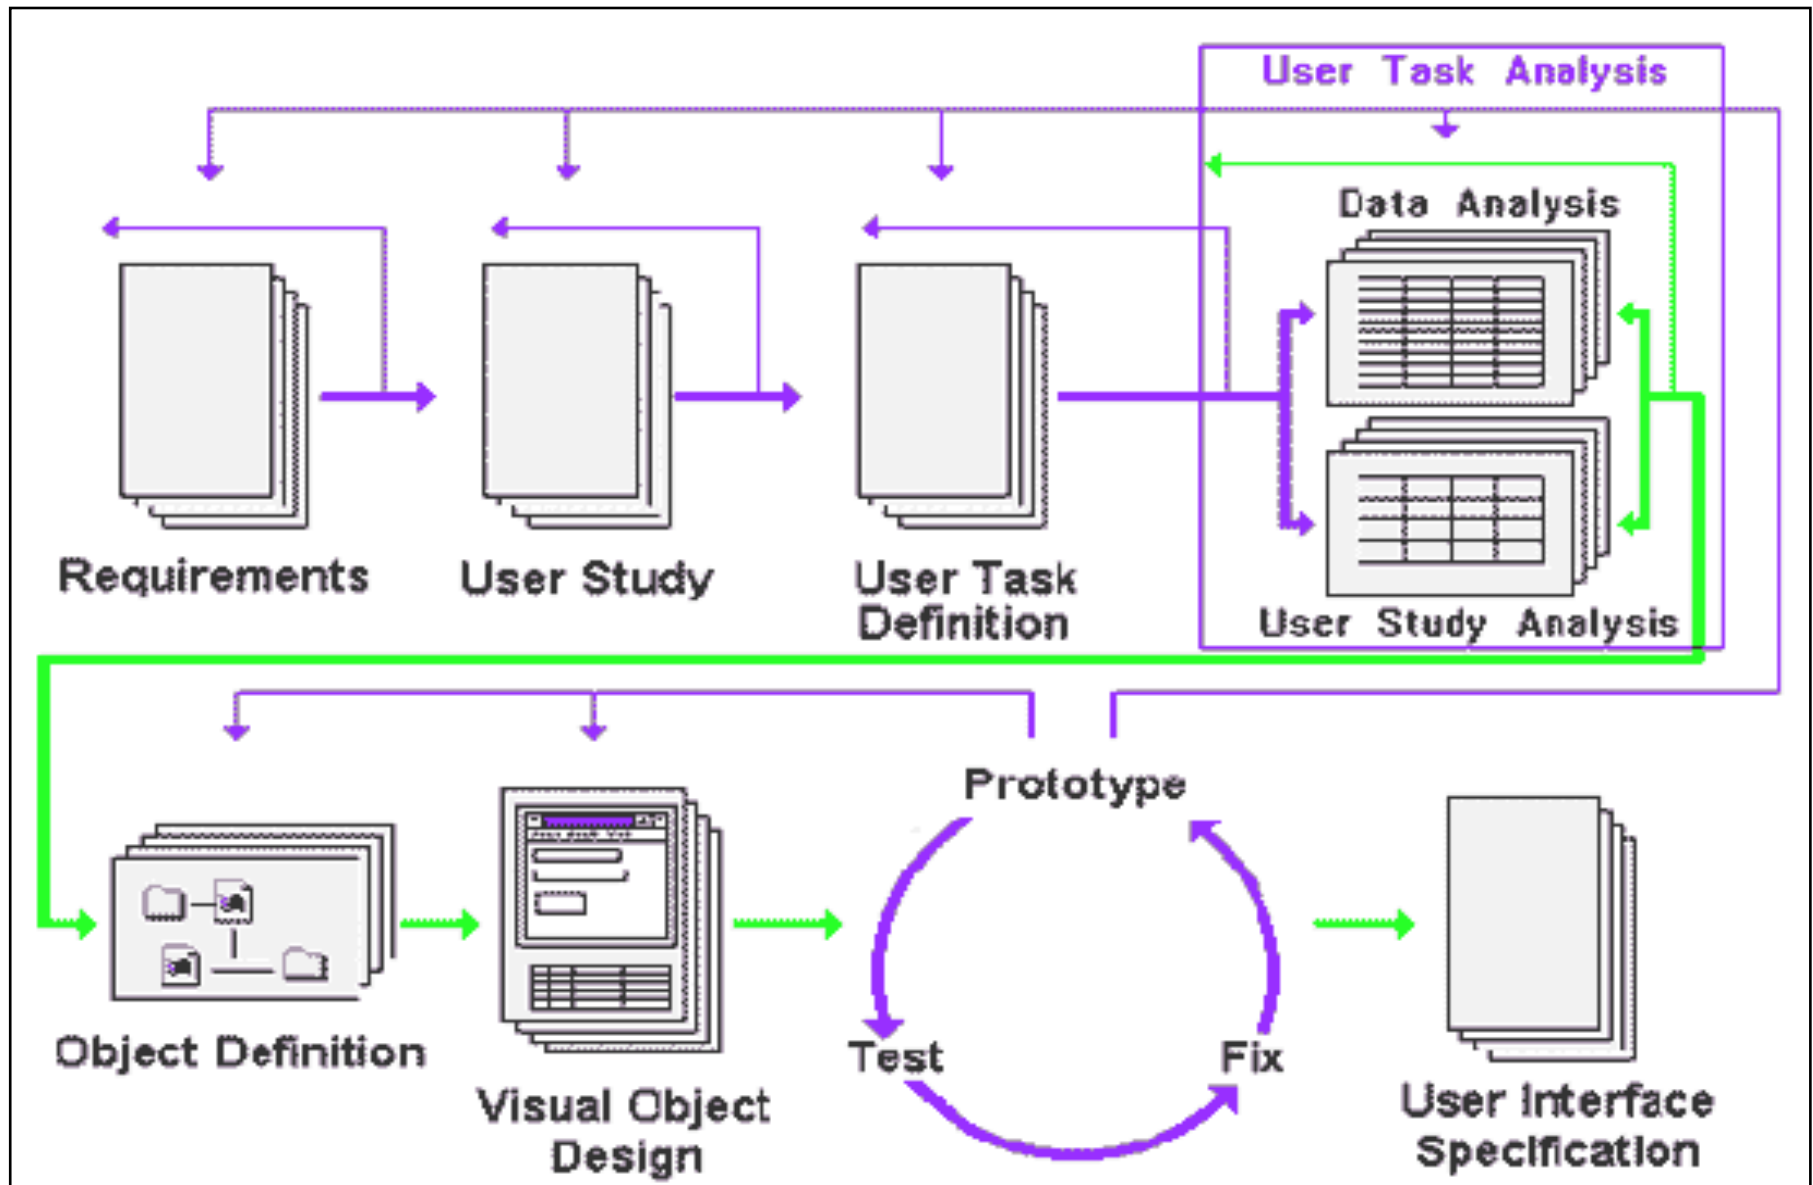 User Task Analysis
Data Analysis
Requirements
User Study
User Task
Definition
User Study Analysis
Prototype
Object Definition
Test
Fix
Visual Object
Design
User Interface
Specification